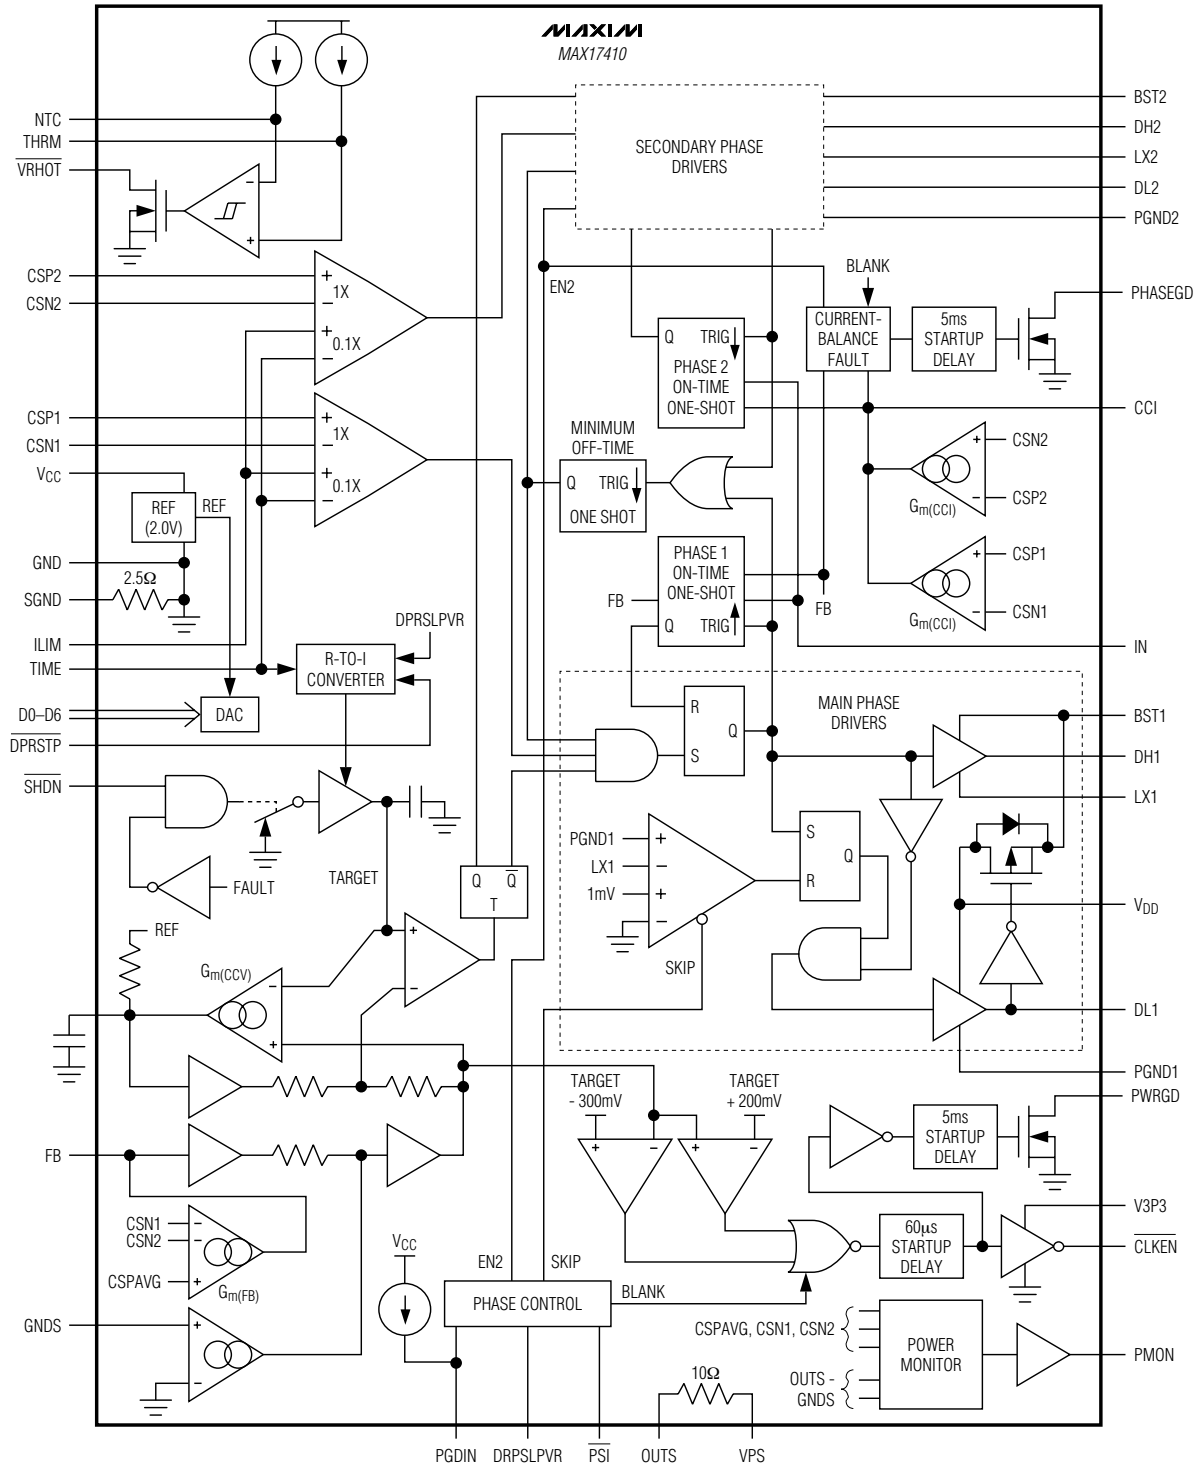 MAXIM
MAX17410
NTC
THRM
VRHOT
CSP2
CSN2
CSP1
CSN1
VCC
GND
SGND
ILIM
TIME
D0–D6
DPRSTP
SHDN
FB
GNDS
BST2
DH2
LX2
DL2
PGND2
PHASEGD
CCI
IN
BST1
DH1
LX1
VDD
DL1
PGND1
PWRGD
V3P3
CLKEN
PMON
PGDIN
DRPSLPVR
PSI
OUTS
VPS
-
+
+
1X
−
+
0.1X
−
+
1X
−
+
0.1X
−
REF
(2.0V)
REF
2.5Ω
DPRSLPVR
R-TO-I
CONVERTER
DAC
FAULT
TARGET
REF
Gm(CCV)
−
+
+
−
Q
Q
T
CSN1
−
CSN2
−
CSPAVG
+
Gm(FB)
+
−
SECONDARY PHASE
DRIVERS
EN2
BLANK
CURRENT-
BALANCE
FAULT
5ms
STARTUP
DELAY
Q
TRIG
PHASE 2
ON-TIME
ONE-SHOT
MINIMUM
OFF-TIME
Q
TRIG
ONE SHOT
+
CSN2
−
CSP2
Gm(CCI)
PHASE 1
ON-TIME
FB
ONE-SHOT
Q
TRIG
FB
+
CSP1
−
CSN1
Gm(CCI)
MAIN PHASE
DRIVERS
R
Q
S
PGND1
+
LX1
−
1mV
+
−
SKIP
S
Q
R
TARGET
- 300mV
TARGET
+ 200mV
+
−
+
−
5ms
STARTUP
DELAY
60µs
STARTUP
DELAY
VCC
EN2
SKIP
PHASE CONTROL
BLANK
CSPAVG, CSN1, CSN2
OUTS -
GNDS
POWER
MONITOR
10Ω